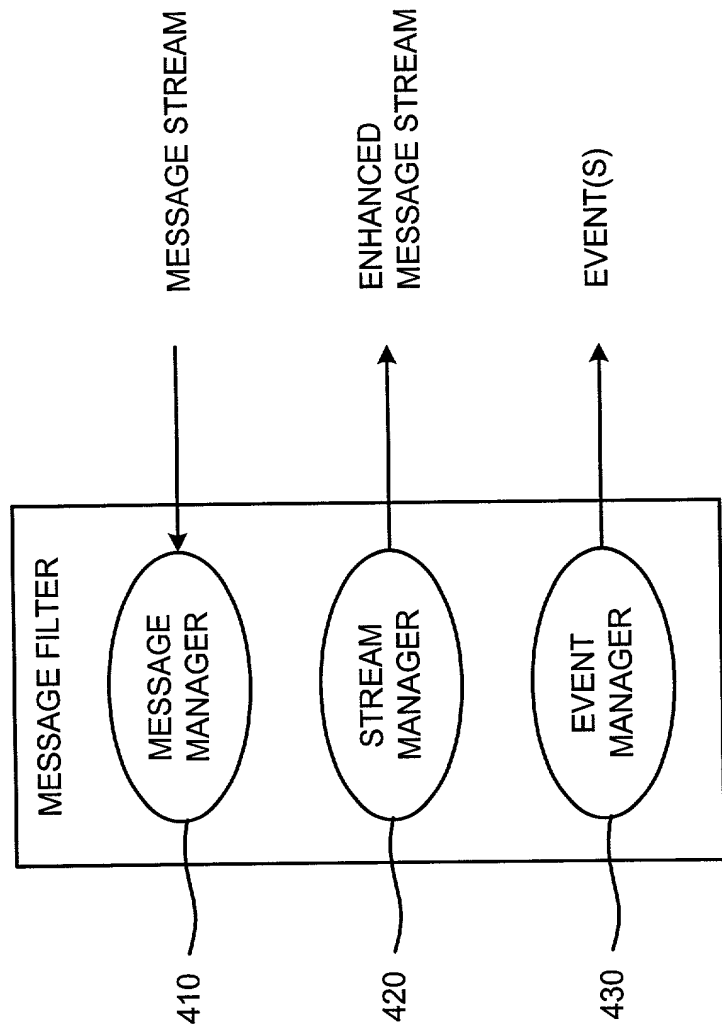 MESSAGE FILTER
410
MESSAGE
MANAGER
MESSAGE STREAM
420
STREAM
MANAGER
ENHANCED
MESSAGE STREAM
430
EVENT
MANAGER
EVENT(S)